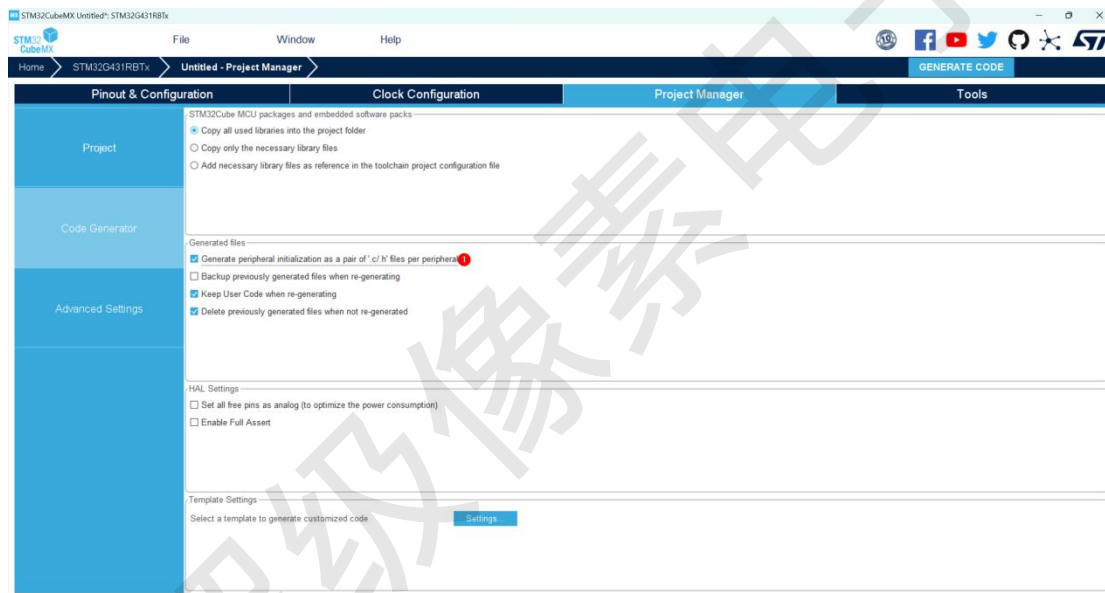 STM32CubeMX Untitled*: STM32G431RBTx
STM32 CubeMX File Window Help
Home STM32G431RBTx Untitled - Project Manager GENERATE CODE
Pinout & Configuration Clock Configuration Project Manager Tools
STM32Cube MCU packages and embedded software packs
Copy all used libraries into the project folder
Project
Copy only the necessary library files
Add necessary library files as reference in the toolchain project configuration file
Code Generator
Generated files
Generate peripheral initialization as a pair of '.c/.h' files per peripheral 1
Backup previously generated files when re-generating
Keep User Code when re-generating
Advanced Settings
Delete previously generated files when not re-generated
HAL Settings
Set all free pins as analog (to optimize the power consumption)
Enable Full Assert
Template Settings
Select a template to generate customized code Settings...
级像素电